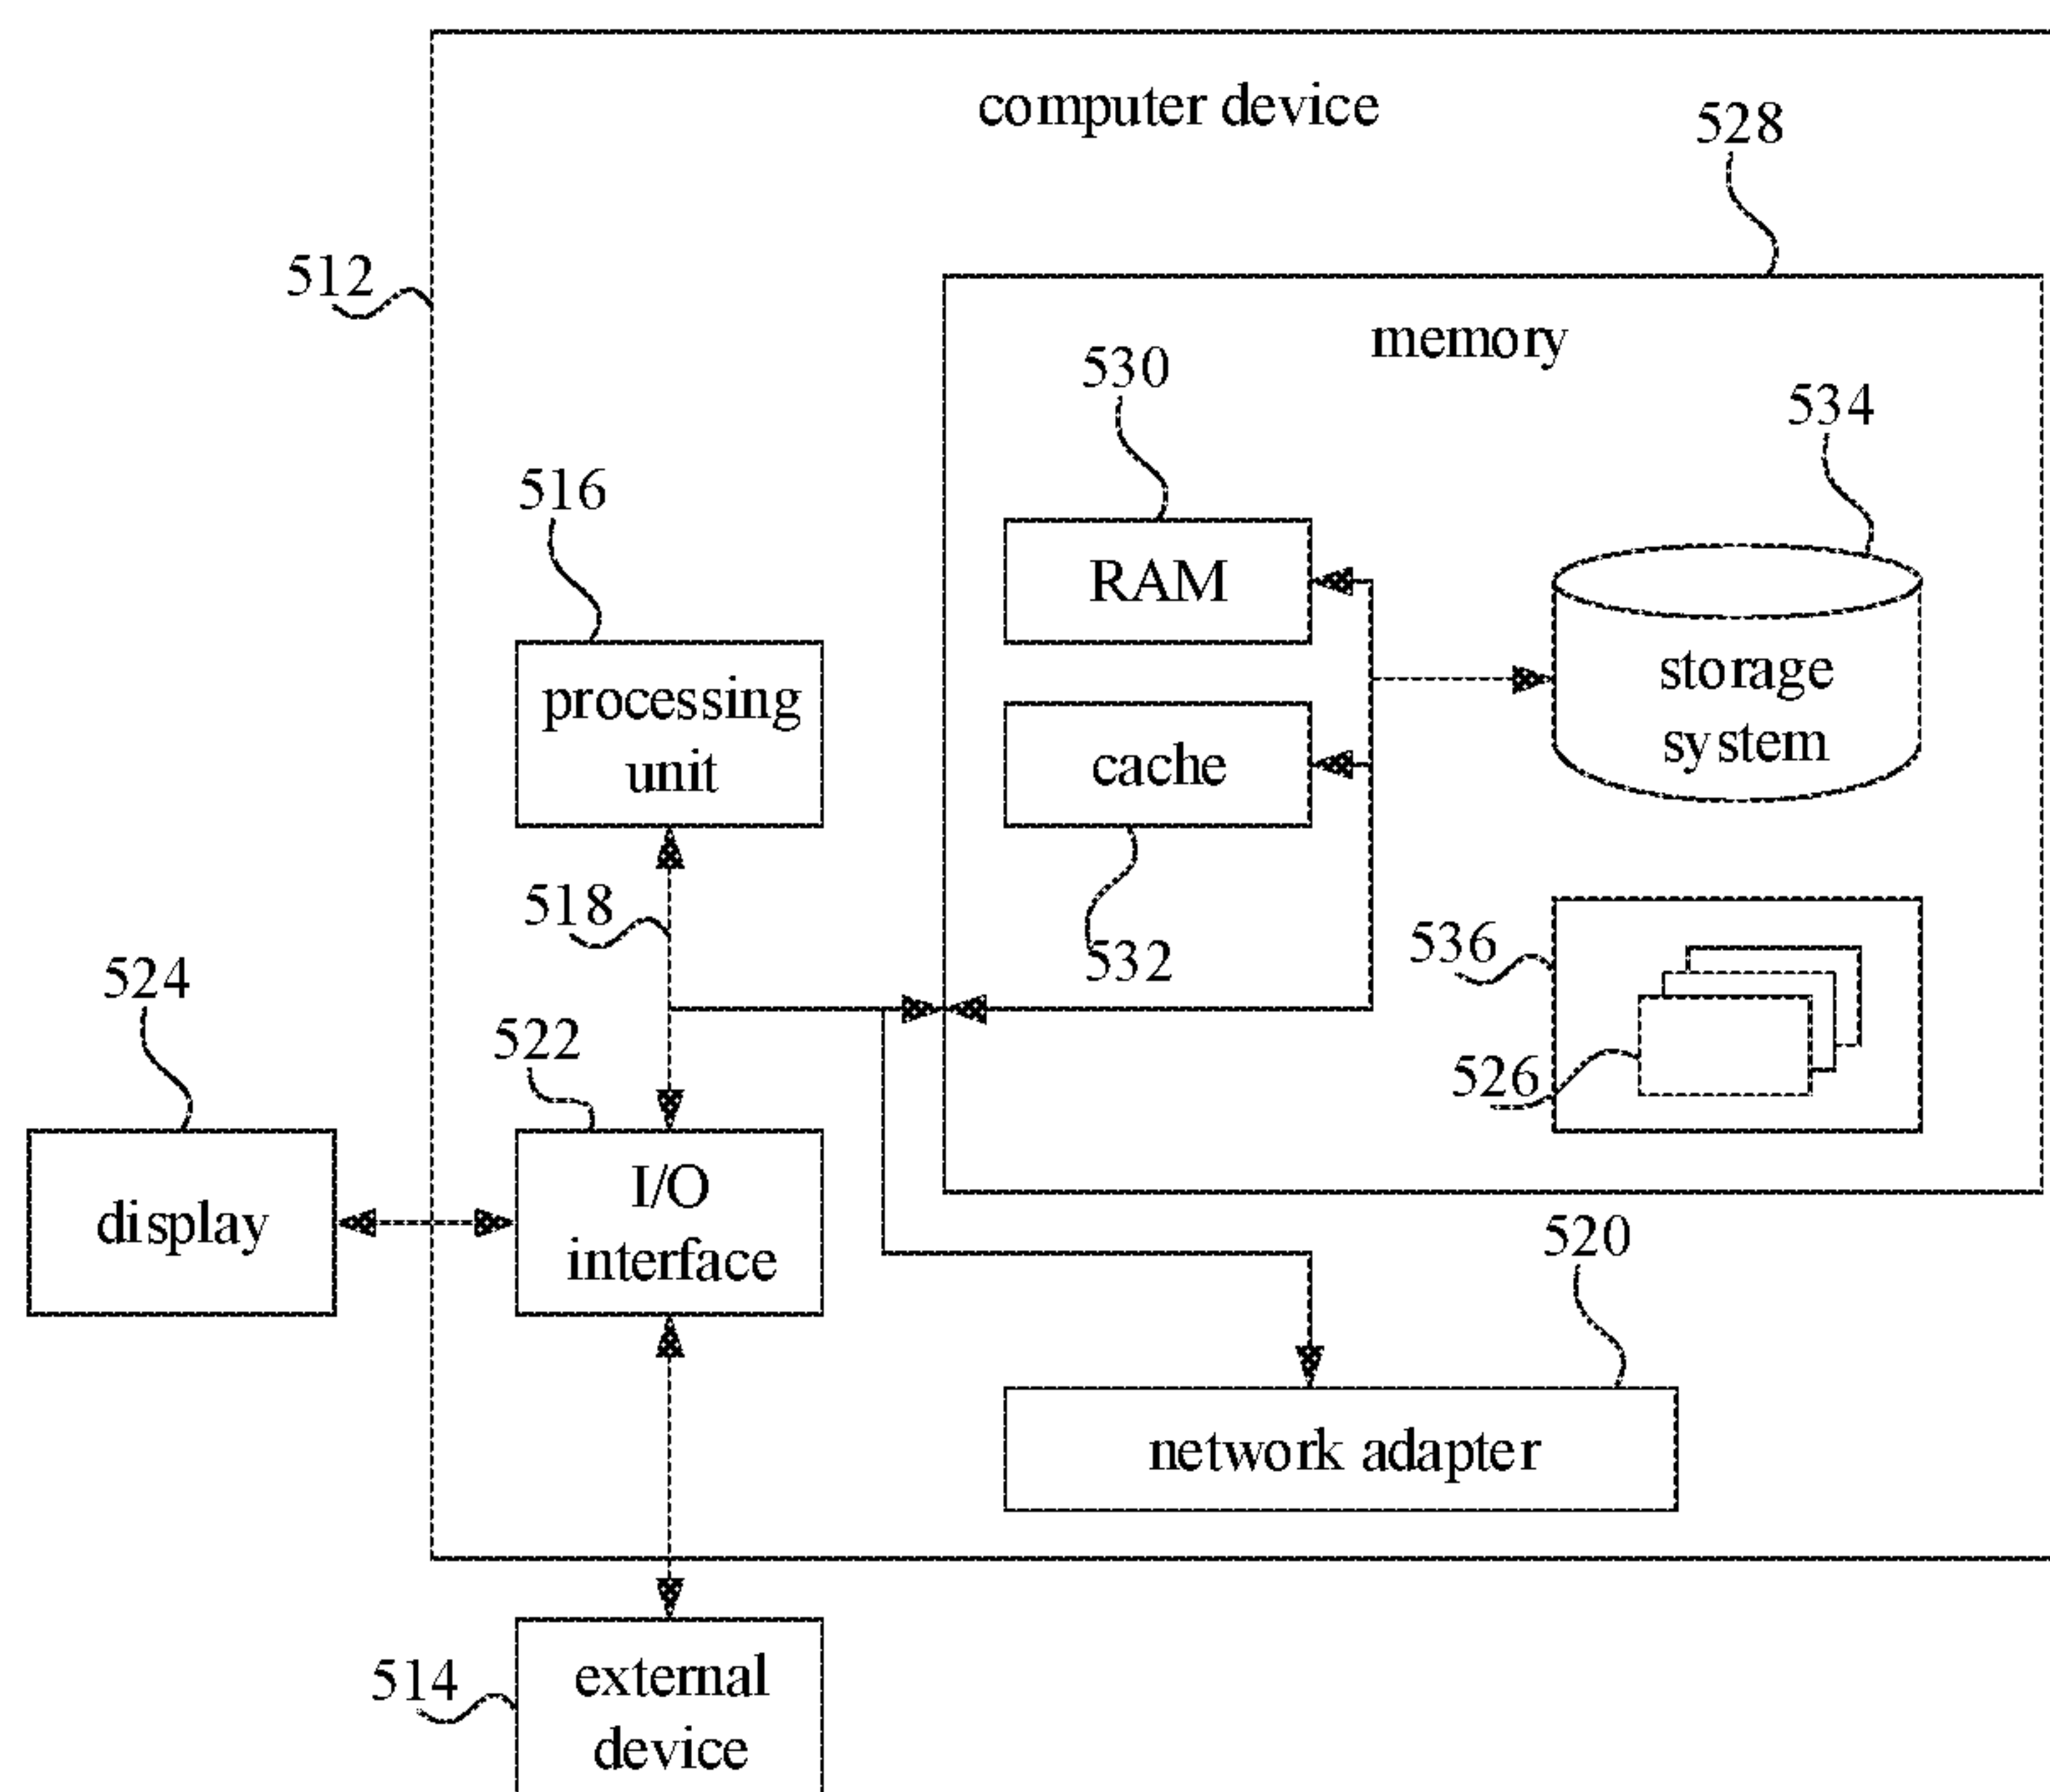 computer device
528
512
memory
530
534
516
RAM
storage
system
processing
unit
cache
518
532
536
524
522
526
display
I/O
interface
520
network adapter
514
external
device